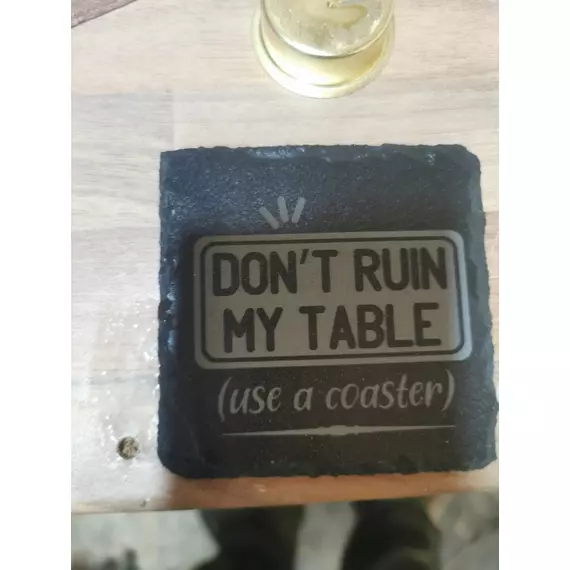 DON'T RUIN
MY TABLE
(use a coaster)